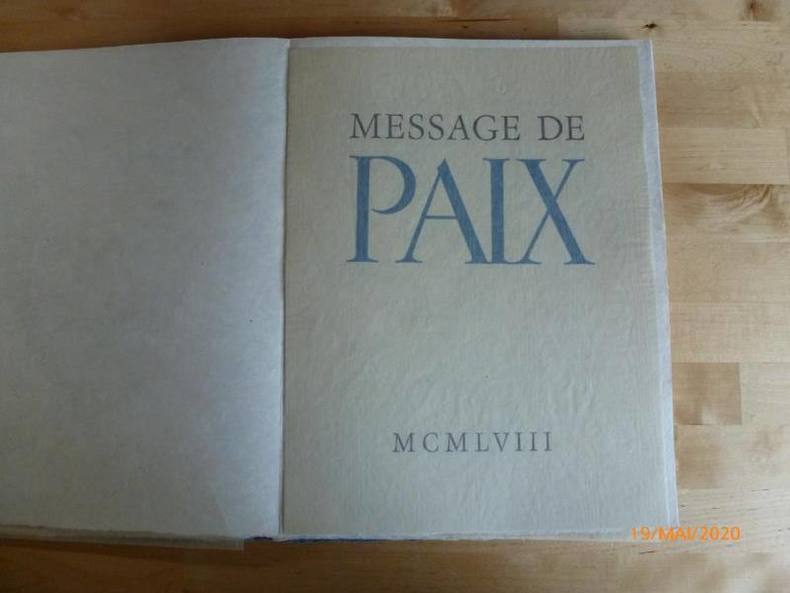 MESSAGE DE
PAIX
MCMLVIII
19/MAI/2020